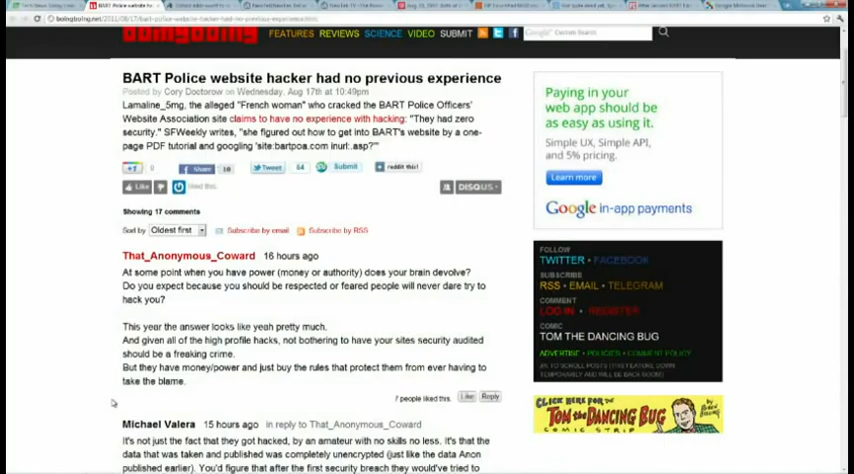 boingboing.net/2011/08/17/bart-police-website-hacker-had-no-previous-experience.html
boingboing
FEATURES REVIEWS SCIENCE VIDEO SUBMIT
BART Police website hacker had no previous experience
Posted by Cory Doctorow on Wednesday, Aug 17th at 10:49pm
Lamaline_5mg, the alleged "French woman" who cracked the BART Police Officers'
Website Association site claims to have no experience with hacking: "They had zero
security." SFWeekly writes, "she figured out how to get into BART's website by a one-
page PDF tutorial and googling 'site:bartpoa.com inurl:.asp?'"
+1 0 Share 10 Tweet 64 Submit reddit this!
Like liked this. DISQUS
Showing 17 comments
Sort by Oldest first Subscribe by email Subscribe by RSS
That_Anonymous_Coward 16 hours ago
At some point when you have power (money or authority) does your brain devolve?
Do you expect because you should be respected or feared people will never dare try to
hack you?
This year the answer looks like yeah pretty much.
And given all of the high profile hacks, not bothering to have your sites security audited
should be a freaking crime.
But they have money/power and just buy the rules that protect them from ever having to
take the blame.
7 people liked this. Like Reply
Michael Valera 15 hours ago In reply to That_Anonymous_Coward
It's not just the fact that they got hacked, by an amateur with no skills no less. It's that the
data that was taken and published was completely unencrypted (just like the data Anon
published earlier). You'd figure that after the first security breach they would've tried to
Paying in your
web app should be
as easy as using it.
Simple UX, Simple API,
and 5% pricing.
Learn more
Google in-app payments
FOLLOW
TWITTER • FACEBOOK
SUBSCRIBE
RSS • EMAIL • TELEGRAM
COMMENT
LOG IN • REGISTER
COMIC
TOM THE DANCING BUG
ADVERTISE • POLICIES • COMMENT POLICY
J/K TO SCROLL POSTS (THIS FEATURE DOWN
TEMPORARILY AND WILL BE BACK SOON!)
CLICK HERE FOR THE
TOM the DANCING BUG
COMIC STRIP